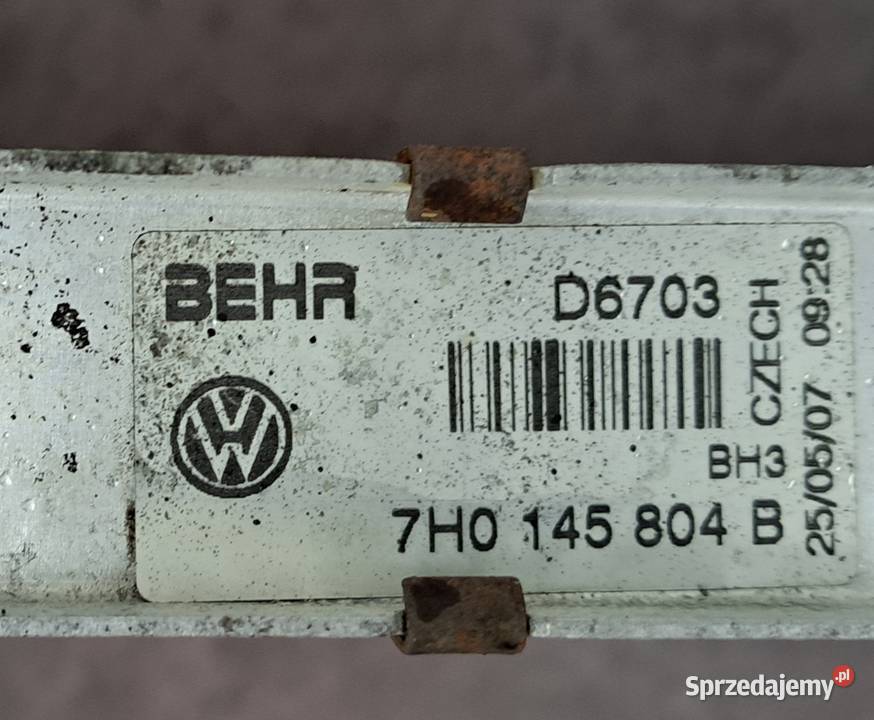 BEHR
D6703
CZECH
25/05/07 09:28
BH3
7H0 145 804 B
Sprzedajemy.pl